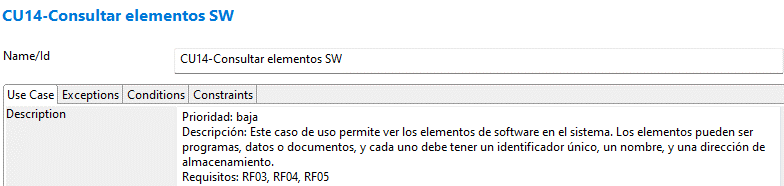 CU14-Consultar elementos SW
Name/Id
CU14-Consultar elementos SW
Use Case Exceptions Conditions Constraints
Description
Prioridad: baja
Descripción: Este caso de uso permite ver los elementos de software en el sistema. Los elementos pueden ser
programas, datos o documentos, y cada uno debe tener un identificador único, un nombre, y una dirección de
almacenamiento.
Requisitos: RF03, RF04, RF05